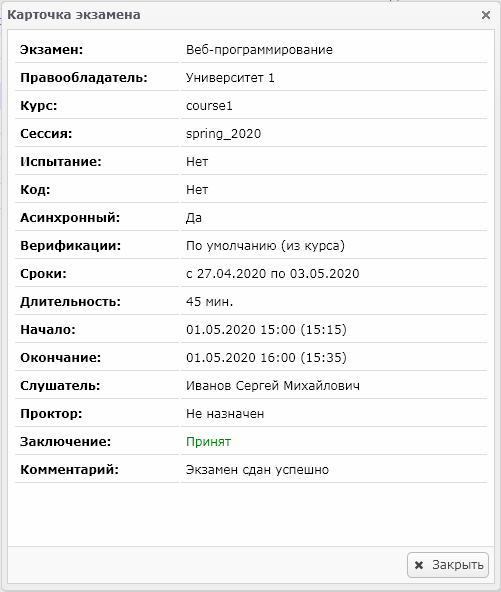 Карточка экзамена
Экзамен: Веб-программирование
Правообладатель: Университет 1
Курс: course1
Сессия: spring_2020
Испытание: Нет
Код: Нет
Асинхронный: Да
Верификации: По умолчанию (из курса)
Сроки: с 27.04.2020 по 03.05.2020
Длительность: 45 мин.
Начало: 01.05.2020 15:00 (15:15)
Окончание: 01.05.2020 16:00 (15:35)
Слушатель: Иванов Сергей Михайлович
Проктор: Не назначен
Заключение: Принят
Комментарий: Экзамен сдан успешно
Закрыть